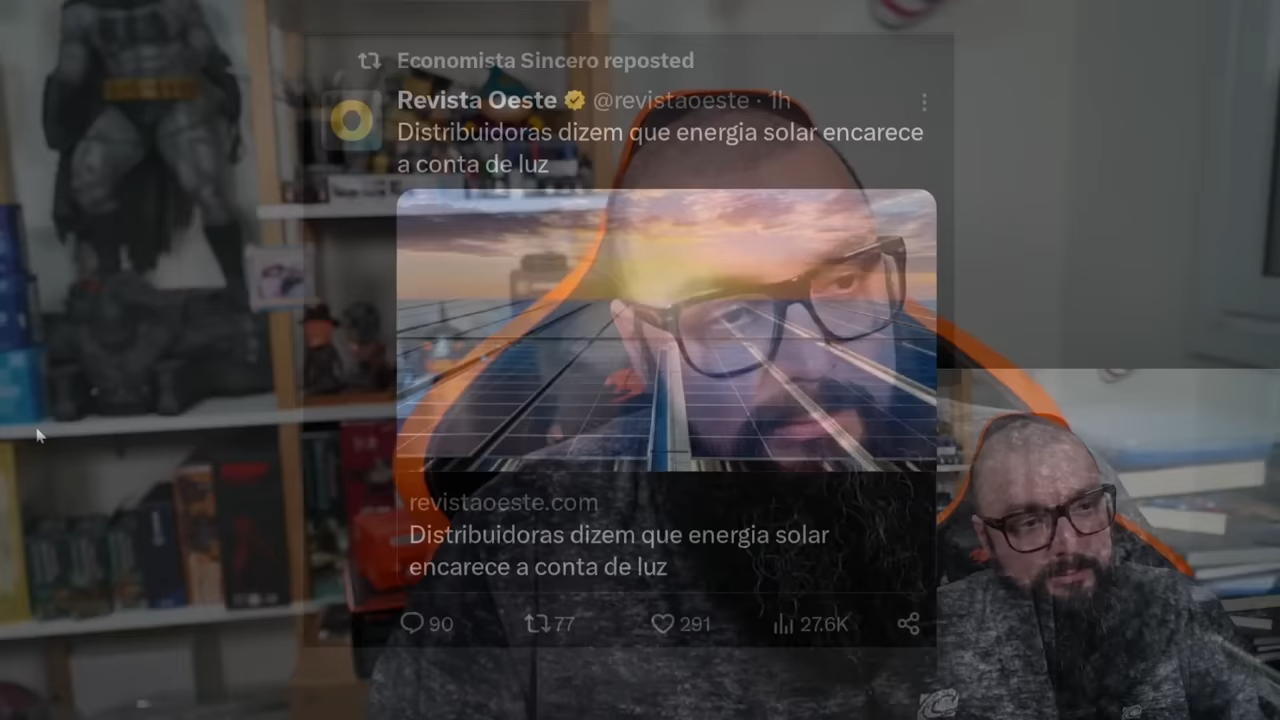 Economista Sincero reposted
Revista Oeste @revistaoeste · 1h
Distribuidoras dizem que energia solar encarece
a conta de luz
revistaoeste.com
Distribuidoras dizem que energia solar
encarece a conta de luz
90 77 291 27.6K